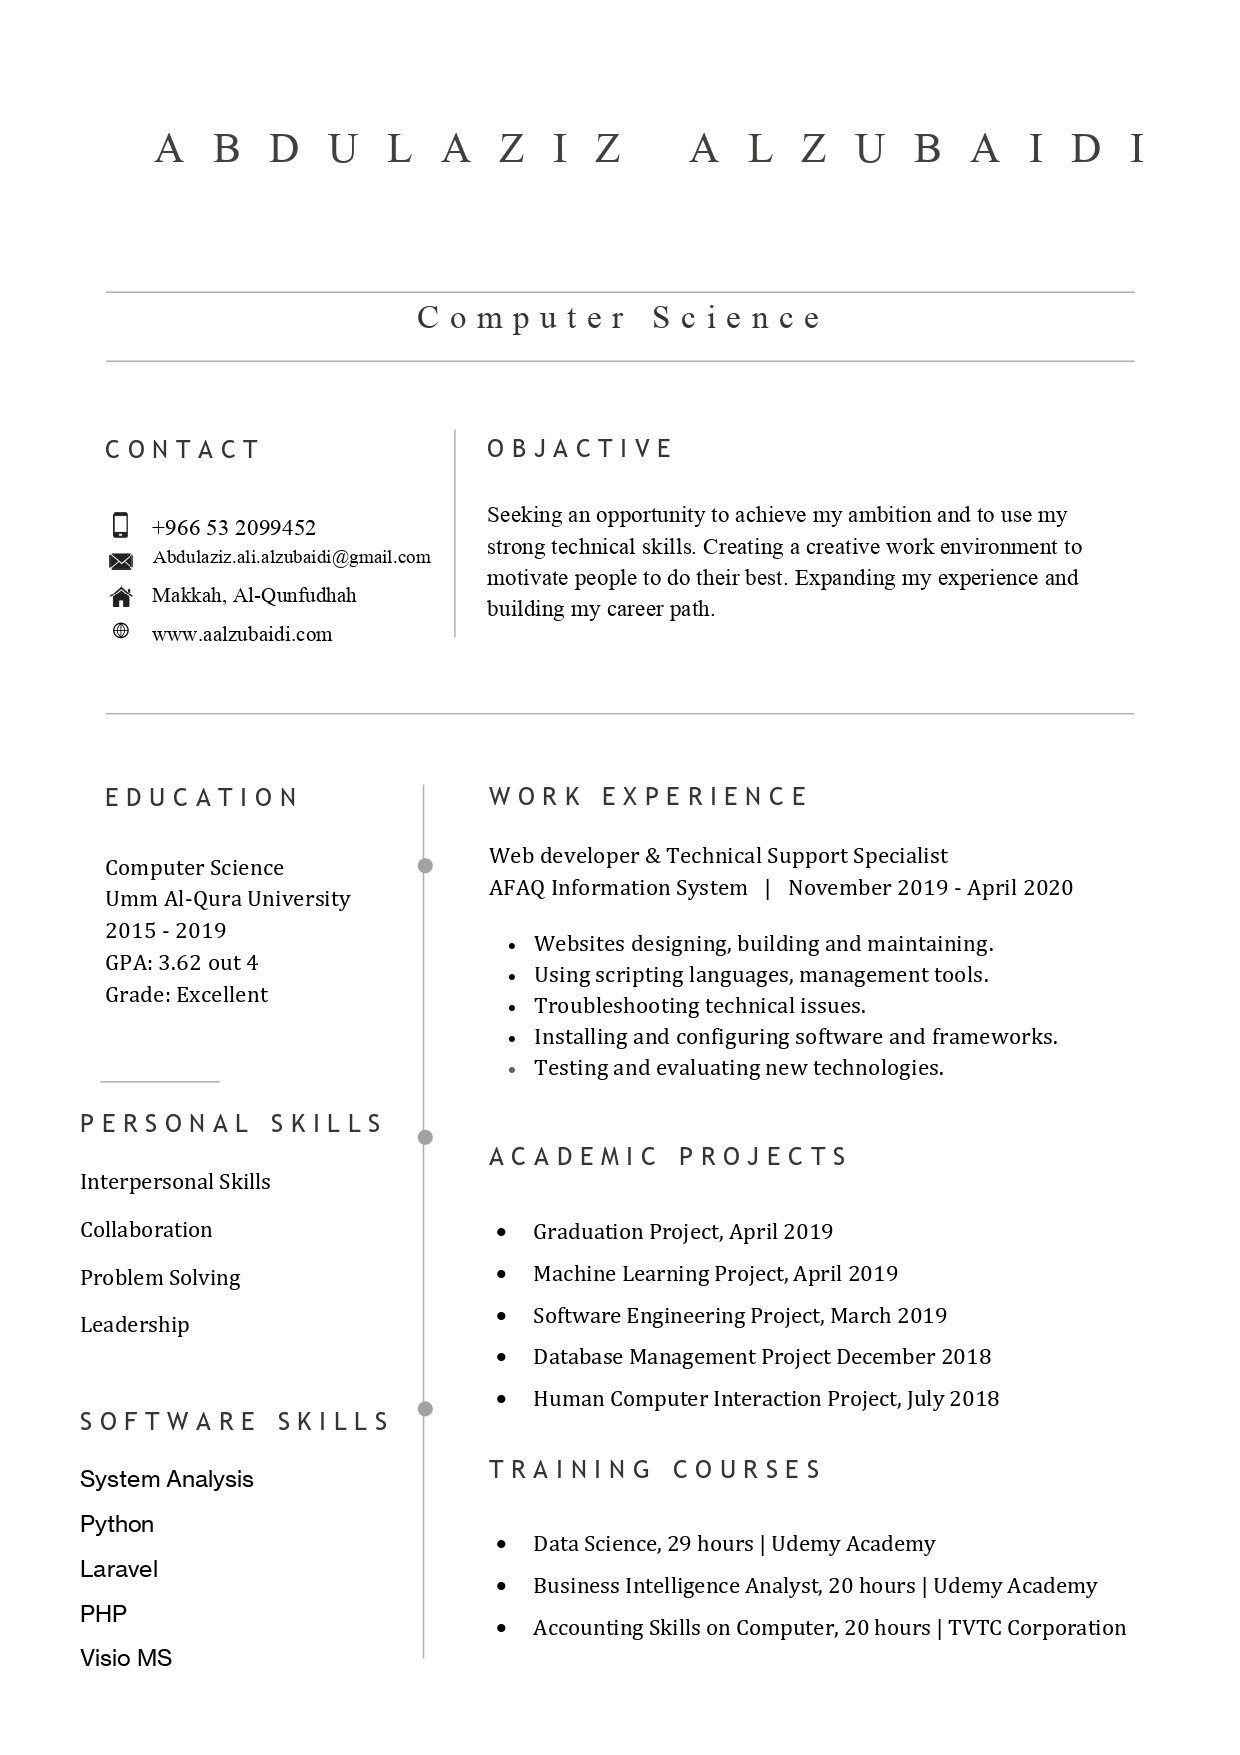 ABDULAZIZ ALZUBAIDI
Computer Science
CONTACT
+966 53 2099452
Abdulaziz.ali.alzubaidi@gmail.com
Makkah, Al-Qunfudhah
www.aalzubaidi.com
OBJACTIVE
Seeking an opportunity to achieve my ambition and to use my
strong technical skills. Creating a creative work environment to
motivate people to do their best. Expanding my experience and
building my career path.
EDUCATION
Computer Science
Umm Al-Qura University
2015 - 2019
GPA: 3.62 out 4
Grade: Excellent
PERSONAL SKILLS
Interpersonal Skills
Collaboration
Problem Solving
Leadership
SOFTWARE SKILLS
System Analysis
Python
Laravel
PHP
Visio MS
WORK EXPERIENCE
Web developer & Technical Support Specialist
AFAQ Information System | November 2019 - April 2020
• Websites designing, building and maintaining.
• Using scripting languages, management tools.
• Troubleshooting technical issues.
• Installing and configuring software and frameworks.
• Testing and evaluating new technologies.
ACADEMIC PROJECTS
• Graduation Project, April 2019
• Machine Learning Project, April 2019
• Software Engineering Project, March 2019
• Database Management Project December 2018
• Human Computer Interaction Project, July 2018
TRAINING COURSES
• Data Science, 29 hours | Udemy Academy
• Business Intelligence Analyst, 20 hours | Udemy Academy
• Accounting Skills on Computer, 20 hours | TVTC Corporation